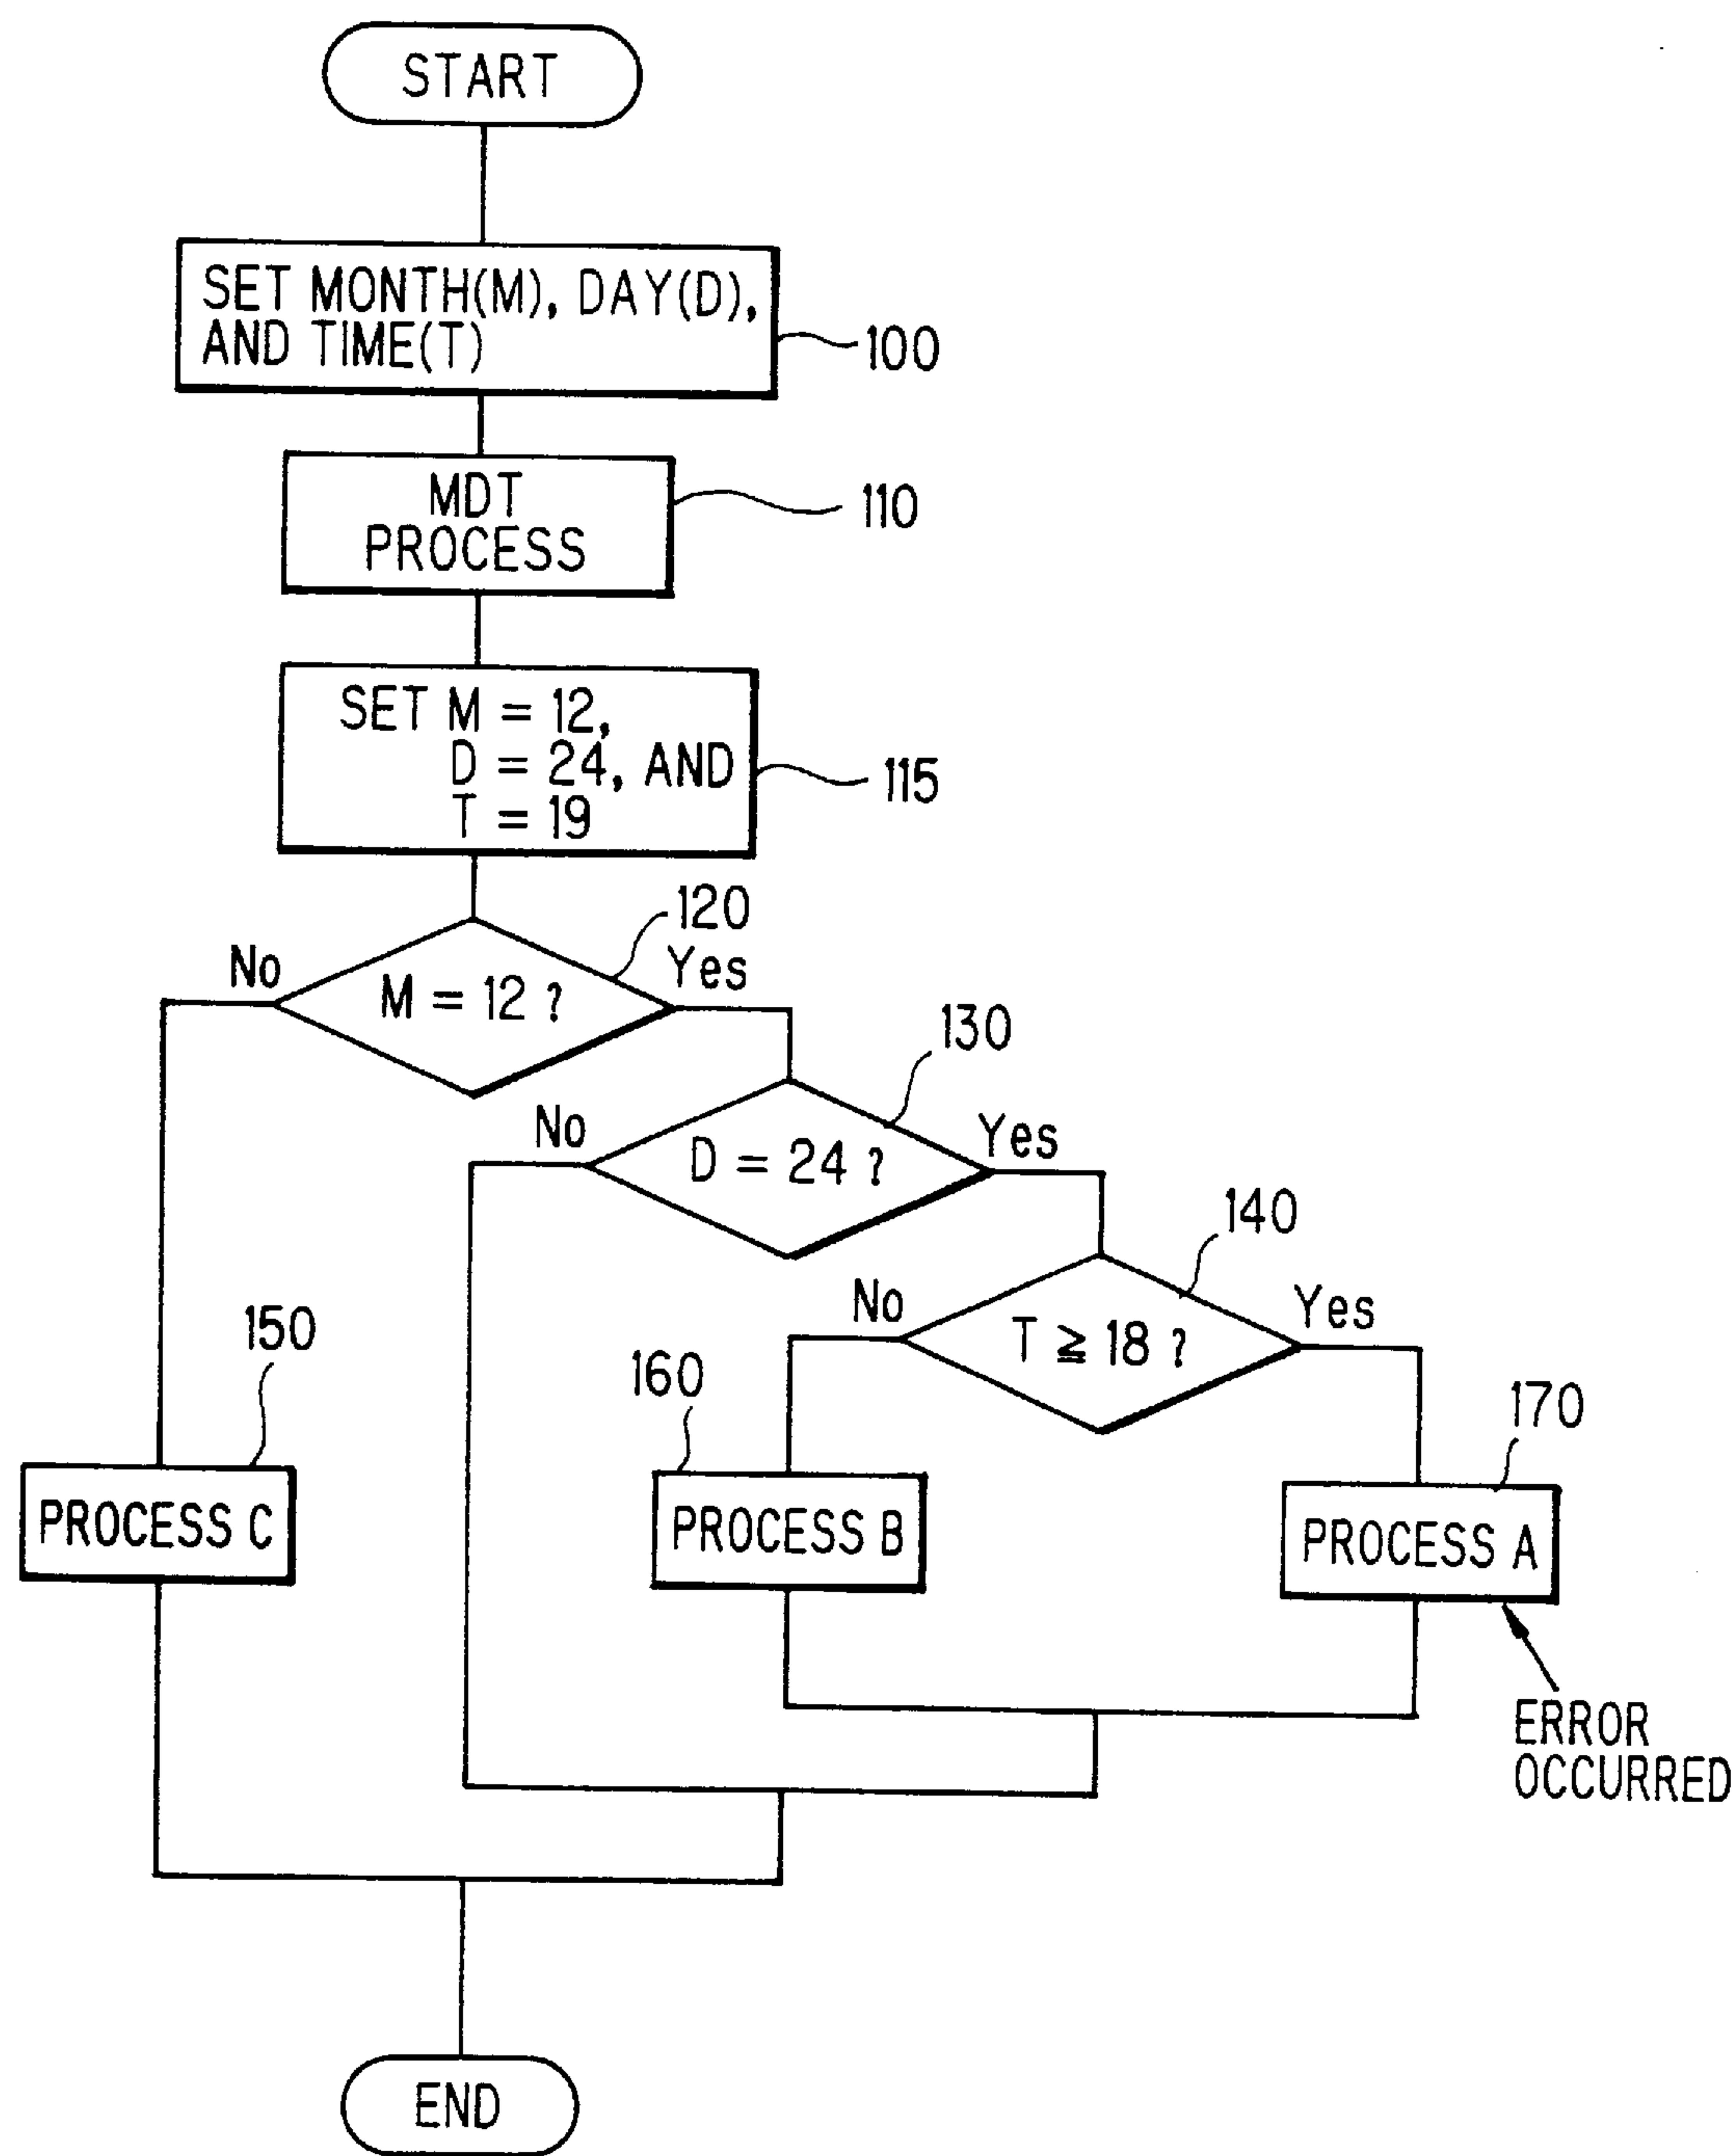 START
SET MONTH(M), DAY(D),
AND TIME(T)
100
MDT
PROCESS
110
SET M = 12,
D = 24, AND
T = 19
115
120
No
Yes
M = 12 ?
130
No
Yes
D = 24 ?
140
No
Yes
T ≧ 18 ?
150
160
170
PROCESS C
PROCESS B
PROCESS A
ERROR
OCCURRED
END